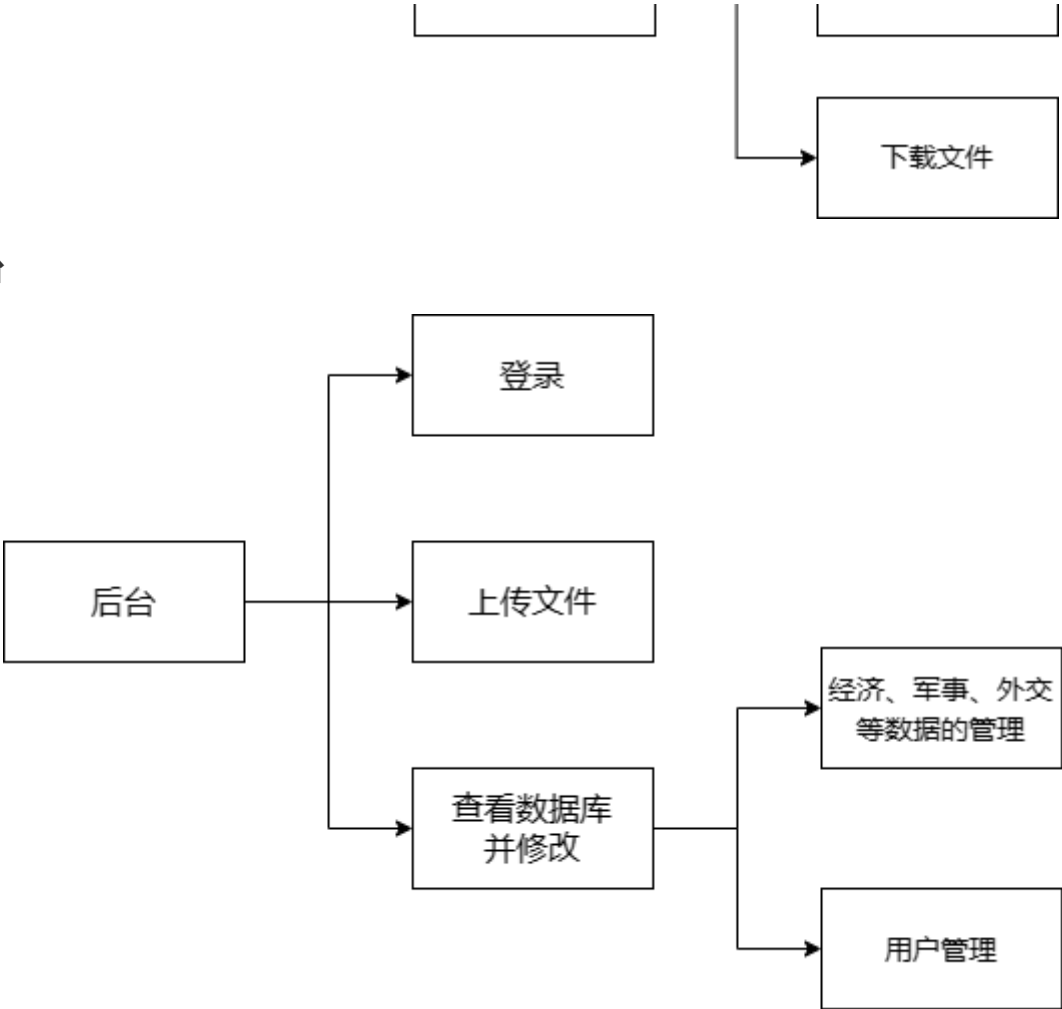 下载文件
登录
后台
上传文件
经济、军事、外交
等数据的管理
查看数据库
并修改
用户管理